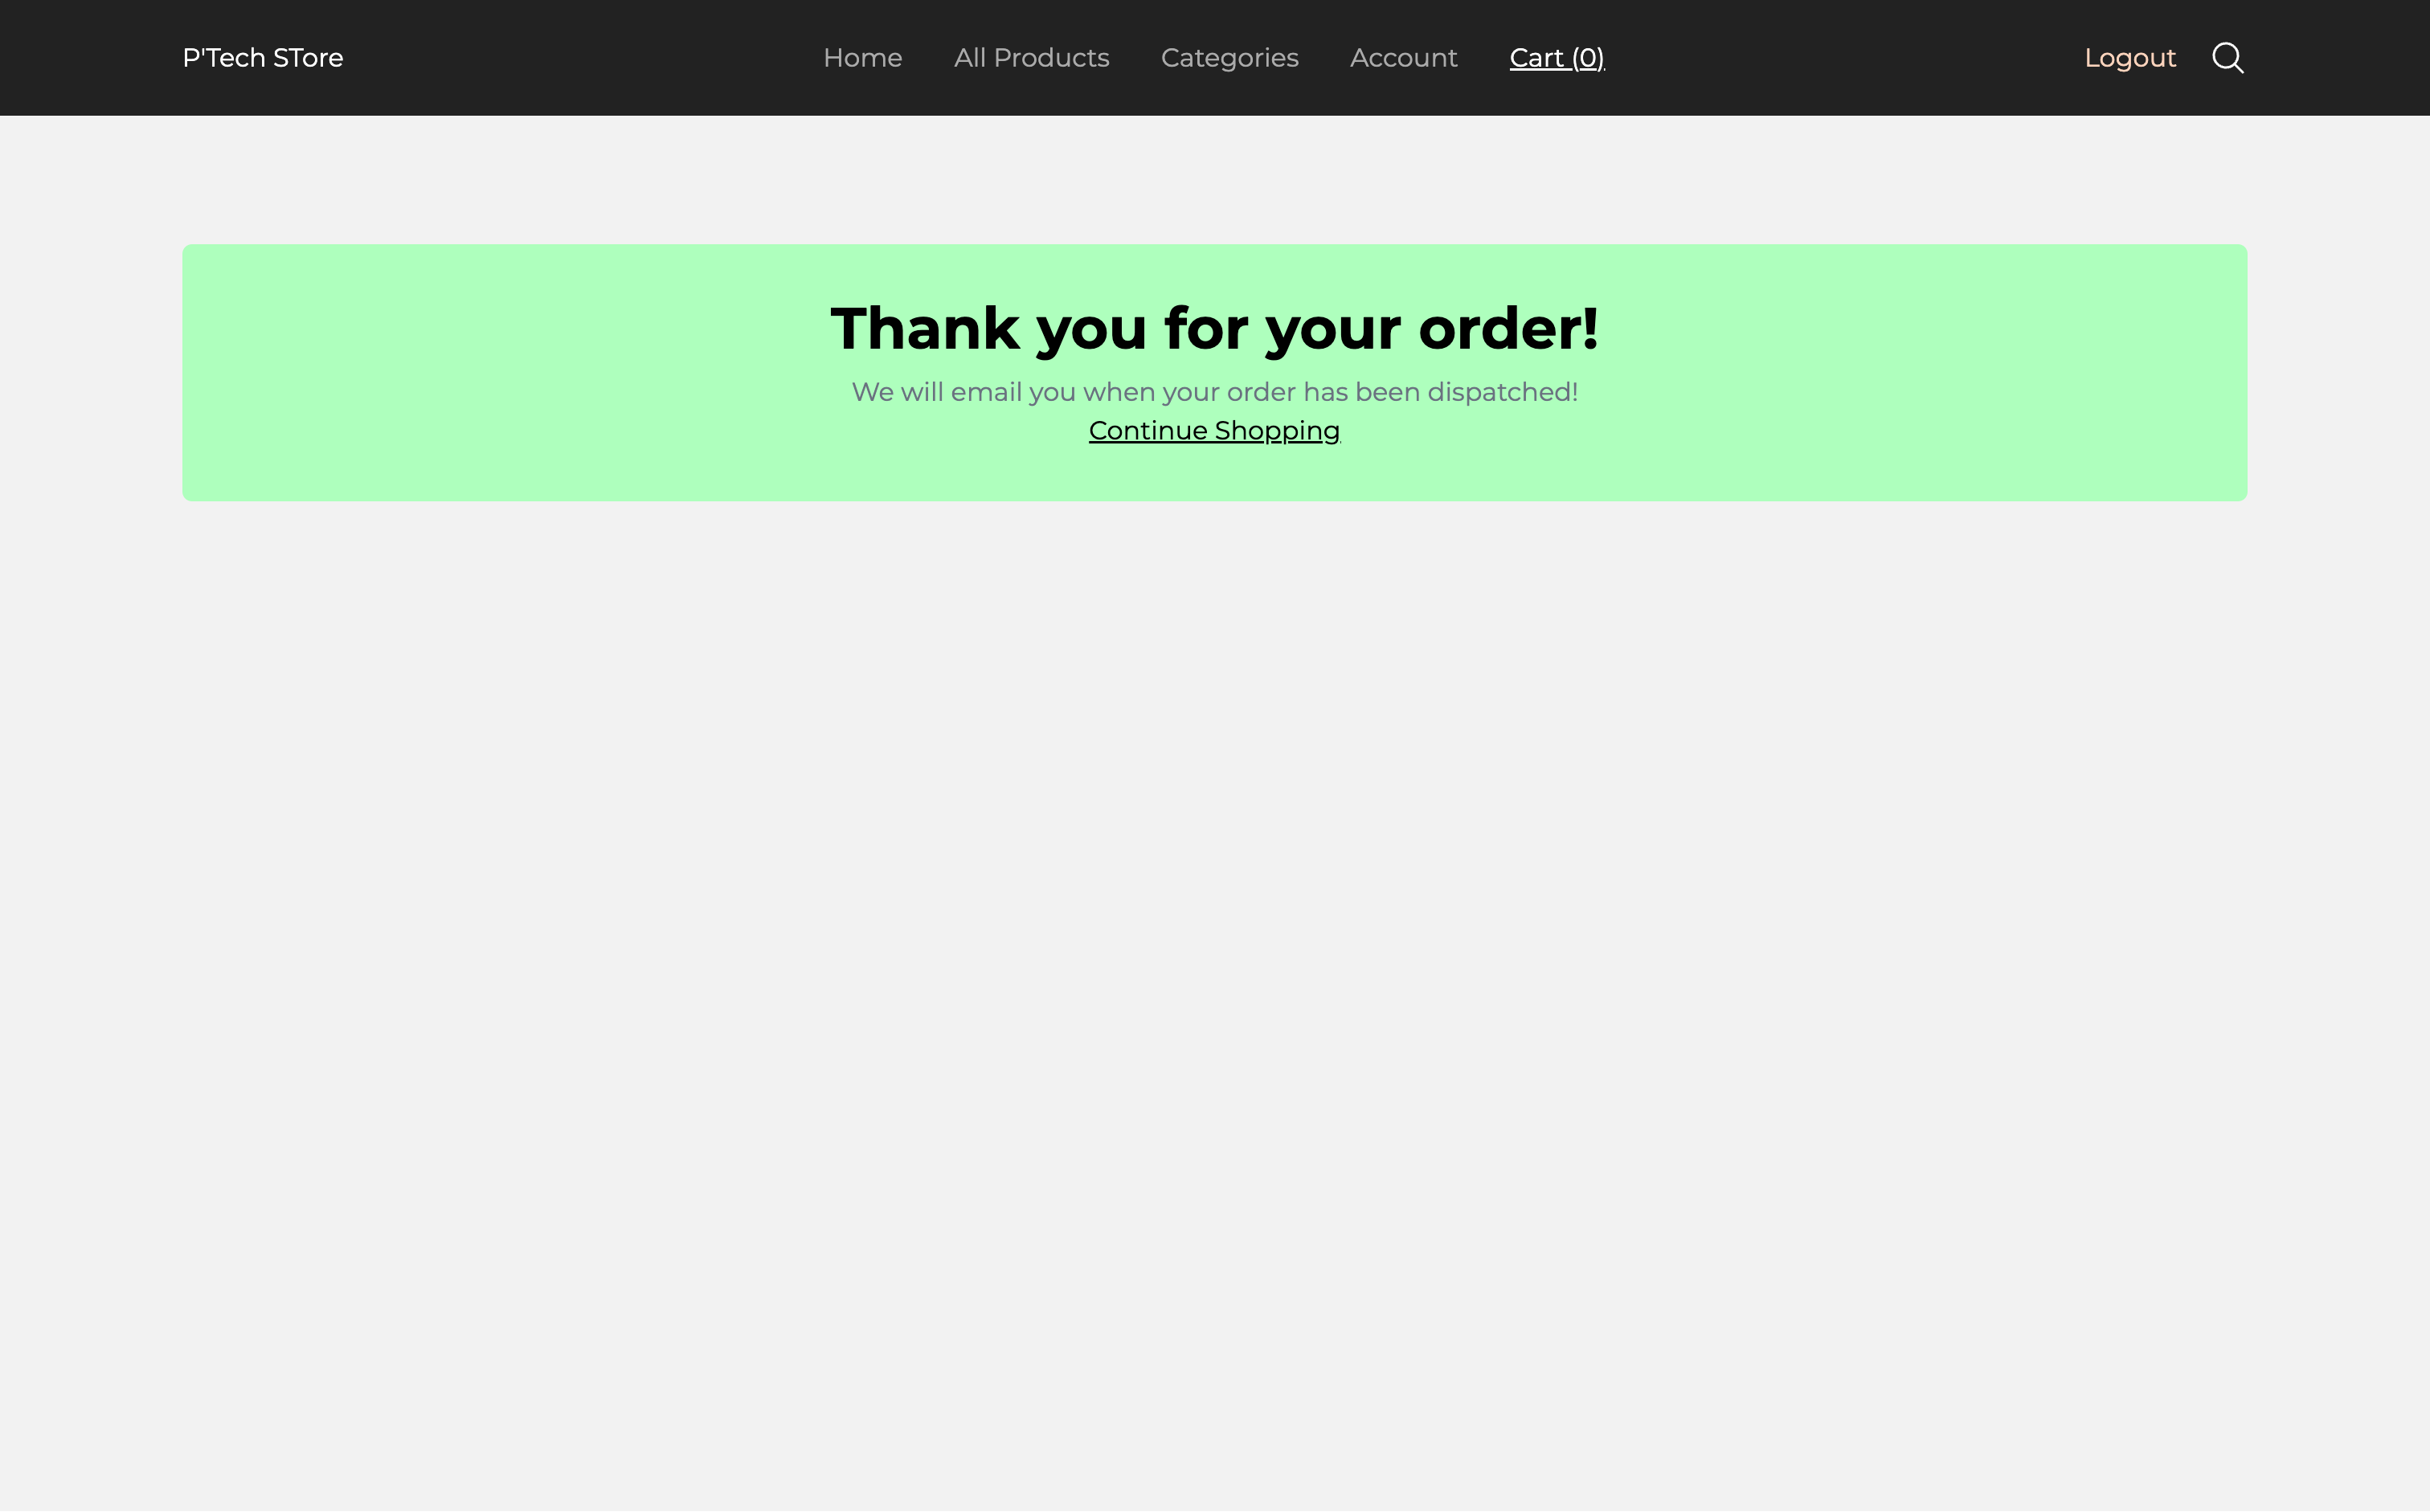 P'Tech STore
Home All Products Categories Account Cart (0)
Logout
Thank you for your order!
We will email you when your order has been dispatched!
Continue Shopping